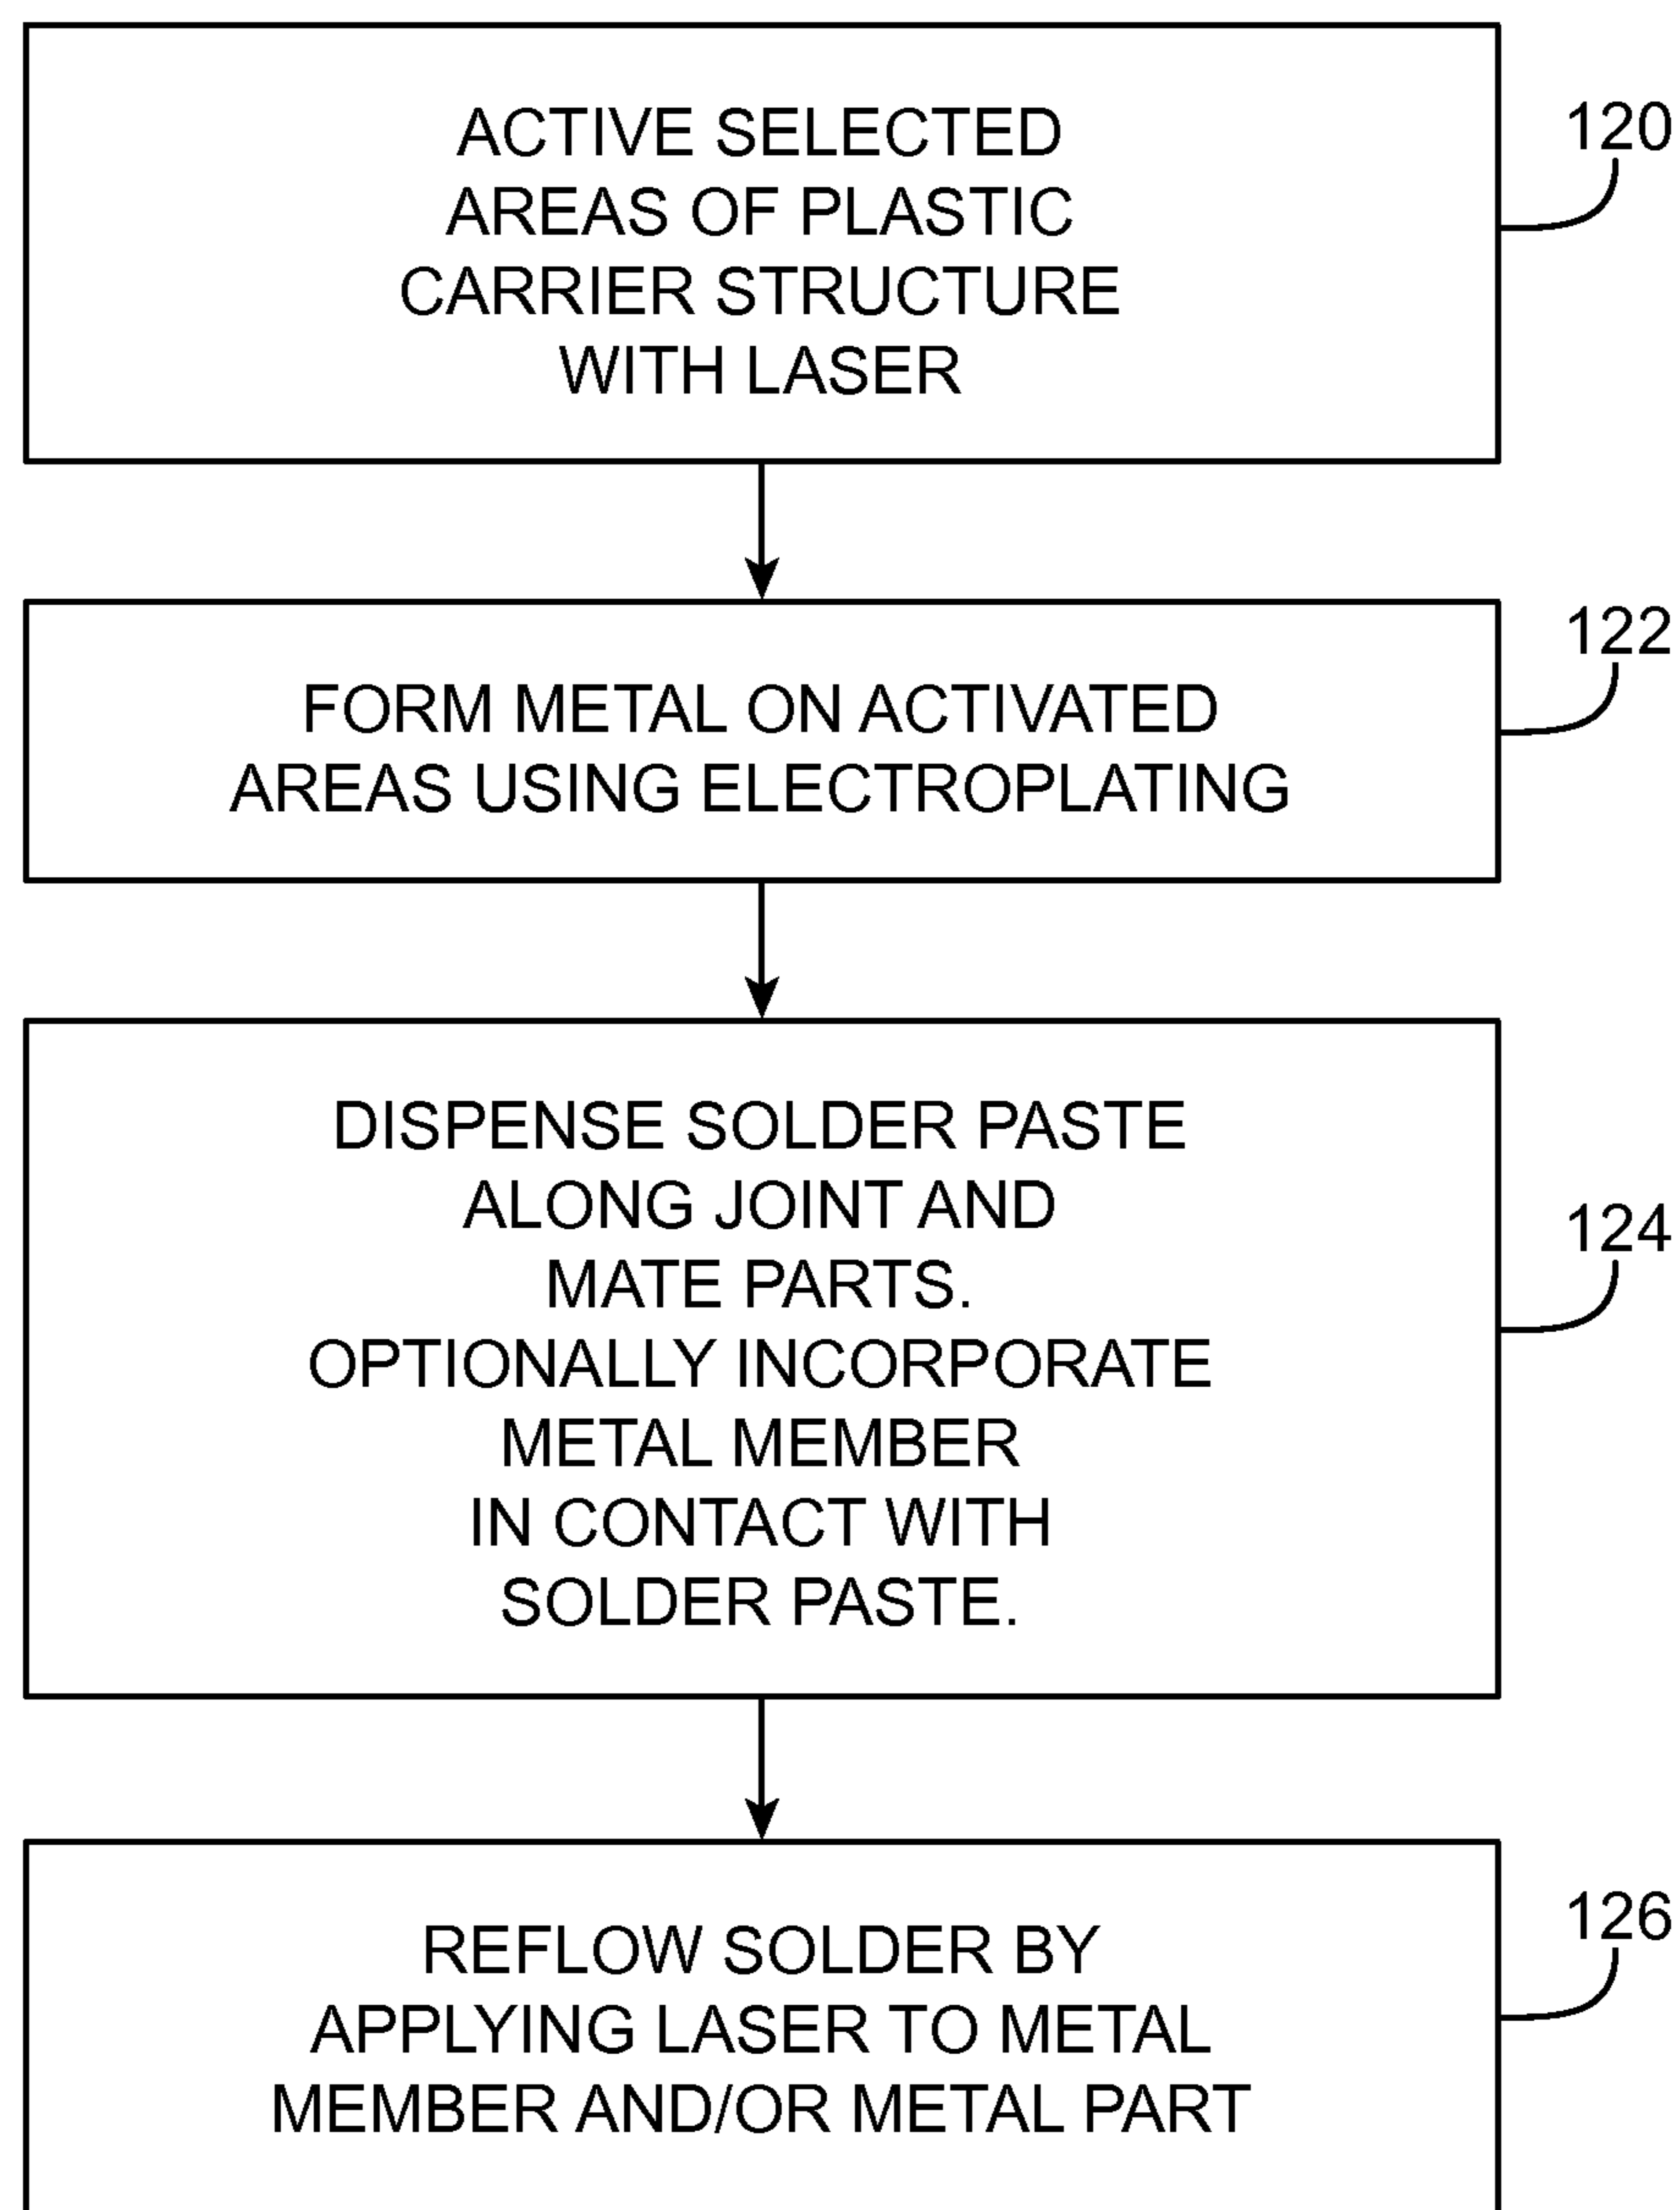 ACTIVE SELECTED
AREAS OF PLASTIC
CARRIER STRUCTURE
WITH LASER
120
FORM METAL ON ACTIVATED
AREAS USING ELECTROPLATING
122
DISPENSE SOLDER PASTE
ALONG JOINT AND
MATE PARTS.
OPTIONALLY INCORPORATE
METAL MEMBER
IN CONTACT WITH
SOLDER PASTE.
124
REFLOW SOLDER BY
APPLYING LASER TO METAL
MEMBER AND/OR METAL PART
126